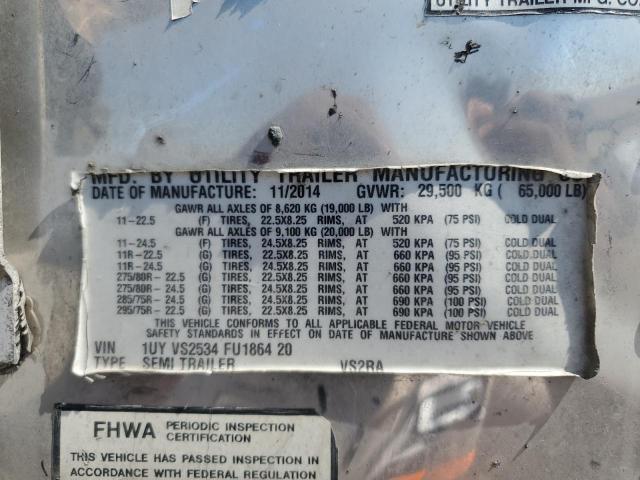 UTILITY TRAILER MFG. CO.
MFD. BY UTILITY TRAILER MANUFACTURING
DATE OF MANUFACTURE: 11/2014 GVWR: 29,500 KG ( 65,000 LB)
GAWR ALL AXLES OF 8,620 KG (19,000 LB) WITH
11-22.5 (F) TIRES, 22.5X8.25 RIMS, AT 520 KPA (75 PSI) COLD DUAL
GAWR ALL AXLES OF 9,100 KG (20,000 LB) WITH
11-24.5 (F) TIRES, 24.5X8.25 RIMS, AT 520 KPA (75 PSI) COLD DUAL
11R-22.5 (G) TIRES, 22.5X8.25 RIMS, AT 660 KPA (95 PSI) COLD DUAL
11R-24.5 (G) TIRES, 24.5X8.25 RIMS, AT 660 KPA (95 PSI) COLD DUAL
275/80R-22.5 (G) TIRES, 22.5X8.25 RIMS, AT 660 KPA (95 PSI) COLD DUAL
275/80R-24.5 (G) TIRES, 24.5X8.25 RIMS, AT 660 KPA (95 PSI) COLD DUAL
285/75R-24.5 (G) TIRES, 24.5X8.25 RIMS, AT 690 KPA (100 PSI) COLD DUAL
295/75R-22.5 (G) TIRES, 22.5X8.25 RIMS, AT 690 KPA (100 PSI) COLD DUAL
THIS VEHICLE CONFORMS TO ALL APPLICABLE FEDERAL MOTOR VEHICLE
SAFETY STANDARDS IN EFFECT ON DATE OF MANUFACTURE SHOWN ABOVE
VIN 1UY VS2534 FU1864 20
TYPE SEMI TRAILER VS2RA
FHWA PERIODIC INSPECTION
CERTIFICATION
THIS VEHICLE HAS PASSED INSPECTION
IN ACCORDANCE WITH FEDERAL REGULATION